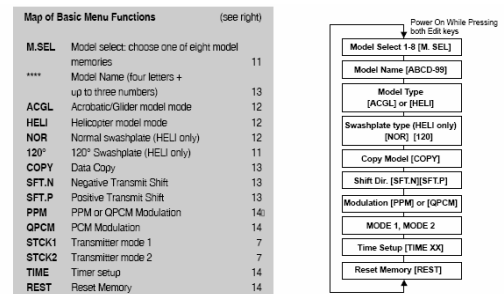 Map of Basic Menu Functions (see right)
M.SEL Model select: choose one of eight model
memories 11
**** Model Name (four letters +
up to three numbers) 13
ACGL Acrobatic/Glider model mode 12
HELI Helicopter model mode 12
NOR Normal swashplate (HELI only) 12
120° 120° Swashplate (HELI only) 11
COPY Data Copy 13
SFT.N Negative Transmit Shift 13
SFT.P Positive Transmit Shift 13
PPM PPM or QPCM Modulation 14
QPCM PCM Modulation 14
STCK1 Transmitter mode 1 7
STCK2 Transmitter mode 2 7
TIME Timer setup 14
REST Reset Memory 14
Power On While Pressing
both Edit keys
Model Select 1-8 [M. SEL]
Model Name [ABCD-99]
Model Type
[ACGL] or [HELI]
Swashplate type (HELI only)
[NOR] [120]
Copy Model [COPY]
Shift Dir. [SFT.N][SFT.P]
Modulation [PPM] or [QPCM]
MODE 1, MODE 2
Time Setup [TIME XX]
Reset Memory [REST]